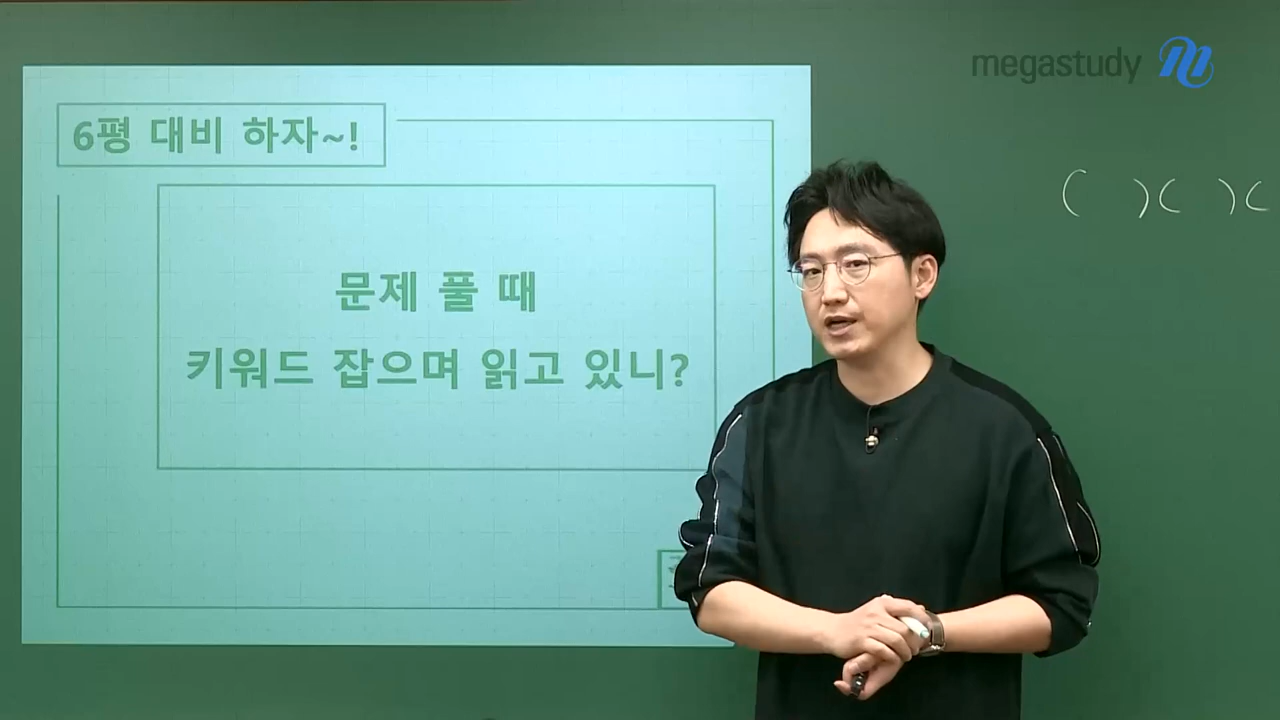 megastudy
6평 대비 하자~!
문제 풀 때
키워드 잡으며 읽고 있니?
( )( )(